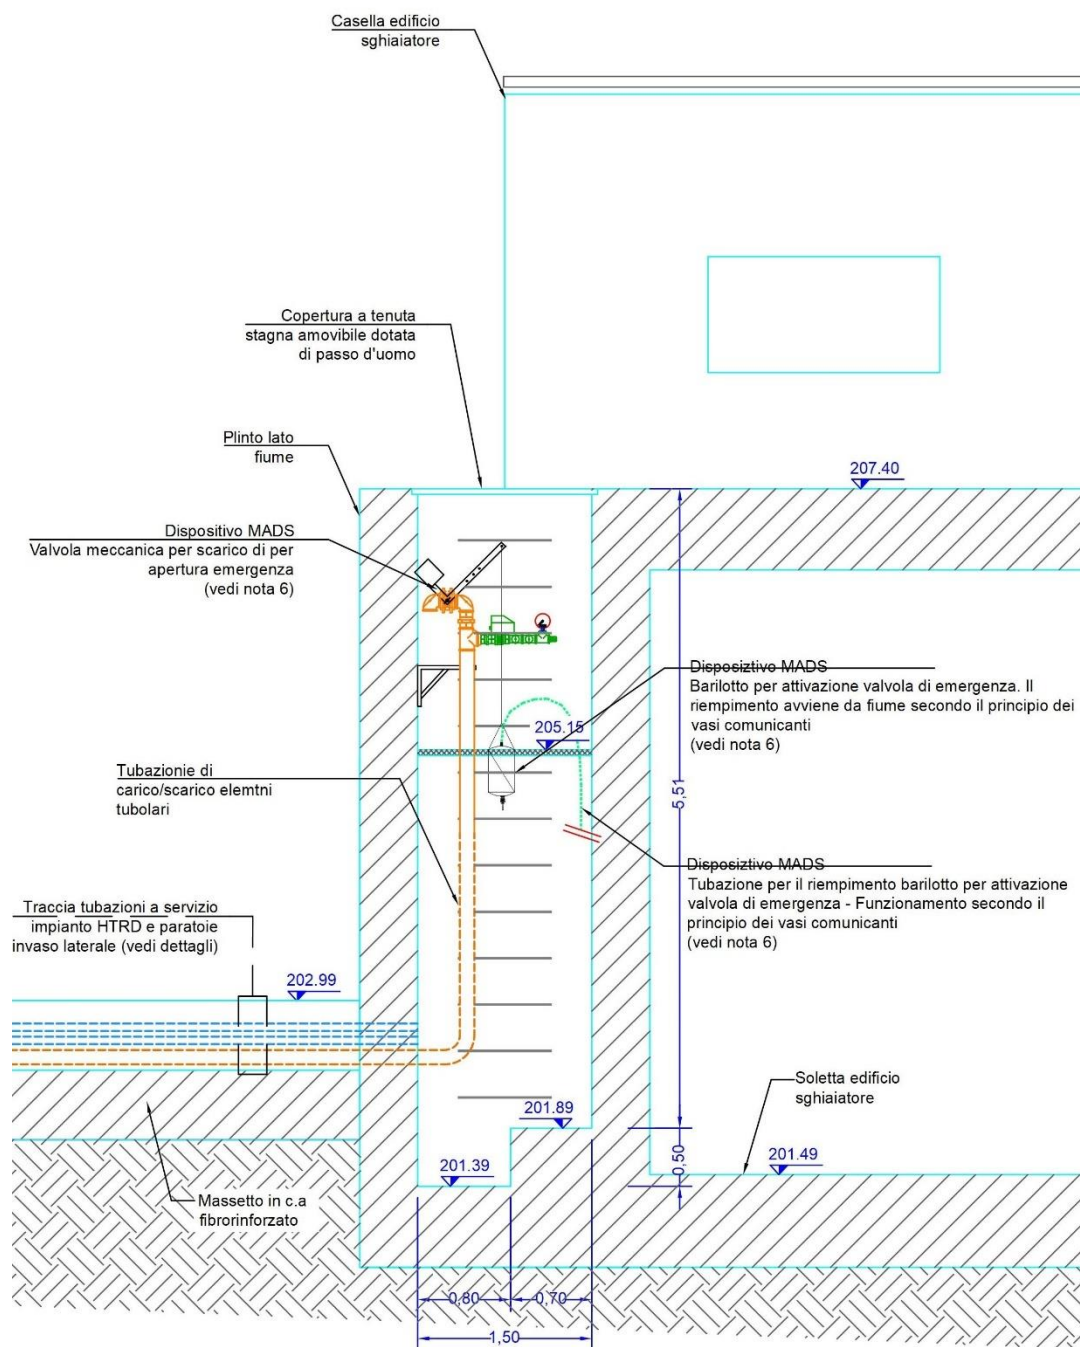 Casella edificio
sghiaiatore
Copertura a tenuta
stagna amovibile dotata
di passo d'uomo
Plinto lato
fiume
207.40
Dispositivo MADS
Valvola meccanica per scarico di per
apertura emergenza
(vedi nota 6)
Disposiztivo MADS
Barilotto per attivazione valvola di emergenza. Il
riempimento avviene da fiume secondo il principio dei
vasi comunicanti
(vedi nota 6)
205.15
Tubazionie di
carico/scarico elemtni
tubolari
5,51
Disposiztivo MADS
Tubazione per il riempimento barilotto per attivazione
valvola di emergenza - Funzionamento secondo il
principio dei vasi comunicanti
(vedi nota 6)
Traccia tubazioni a servizio
impianto HTRD e paratoie
invaso laterale (vedi dettagli)
202.99
Soletta edificio
sghiaiatore
201.89
0,50
201.39
201.49
Massetto in c.a
fibrorinforzato
0,80
0,70
1,50